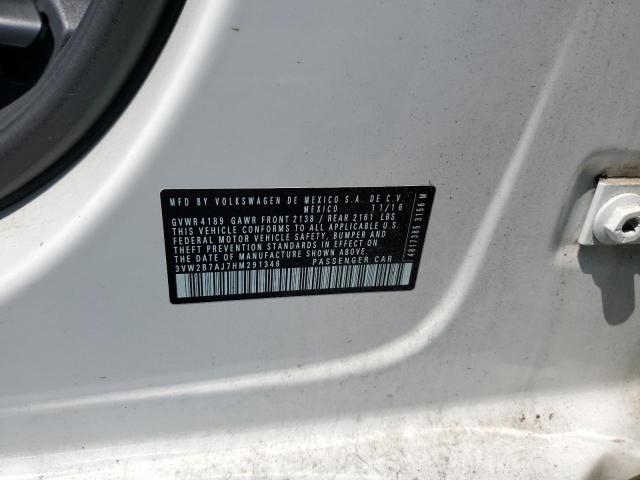 MFD BY VOLKSWAGEN DE MEXICO S.A. DE C.V.
MEXICO 11/16
GVWR 4189 GAWR FRONT 2138 / REAR 2161 LBS
THIS VEHICLE CONFORMS TO ALL APPLICABLE U.S.
FEDERAL MOTOR VEHICLE SAFETY, BUMPER AND
THEFT PREVENTION STANDARDS IN EFFECT ON
THE DATE OF MANUFACTURE SHOWN ABOVE.
3VW2B7AJ7HM291346 PASSENGER CAR
4817385 3156 M